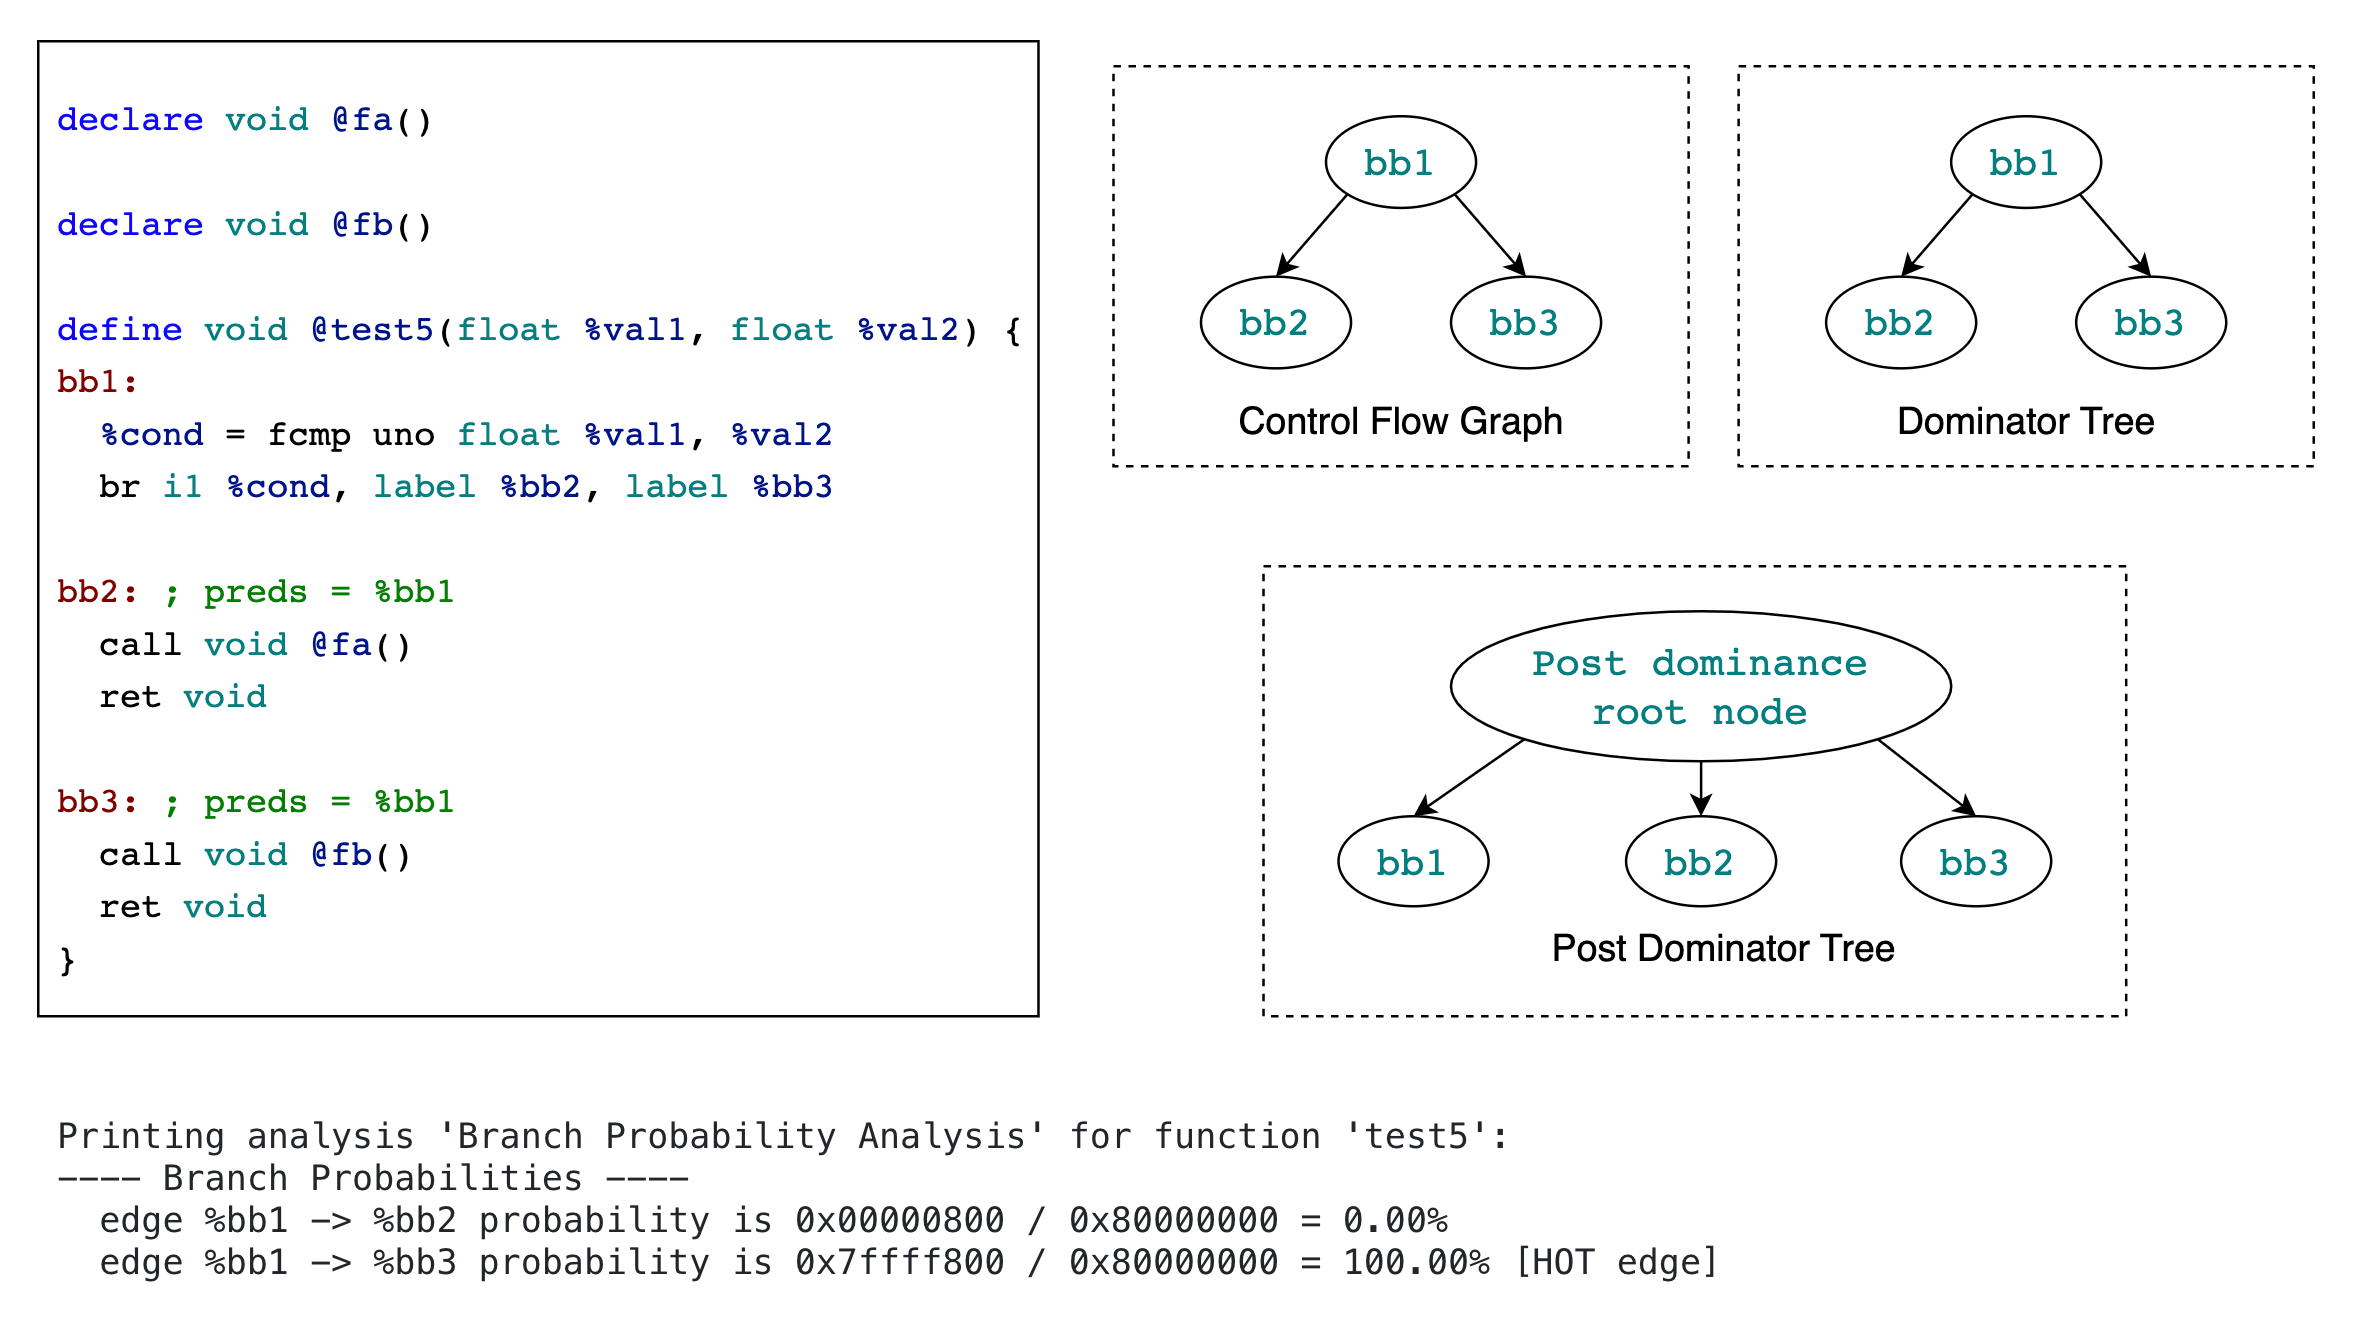 declare void @fa()
declare void @fb()
define void @test5(float %val1, float %val2) {
bb1:
  %cond = fcmp uno float %val1, %val2
  br i1 %cond, label %bb2, label %bb3
bb2: ; preds = %bb1
  call void @fa()
  ret void
bb3: ; preds = %bb1
  call void @fb()
  ret void
}
bb1
bb2
bb3
Control Flow Graph
bb1
bb2
bb3
Dominator Tree
Post dominance
root node
bb1
bb2
bb3
Post Dominator Tree
Printing analysis 'Branch Probability Analysis' for function 'test5':
---- Branch Probabilities ----
  edge %bb1 -> %bb2 probability is 0x00000800 / 0x80000000 = 0.00%
  edge %bb1 -> %bb3 probability is 0x7ffff800 / 0x80000000 = 100.00% [HOT edge]